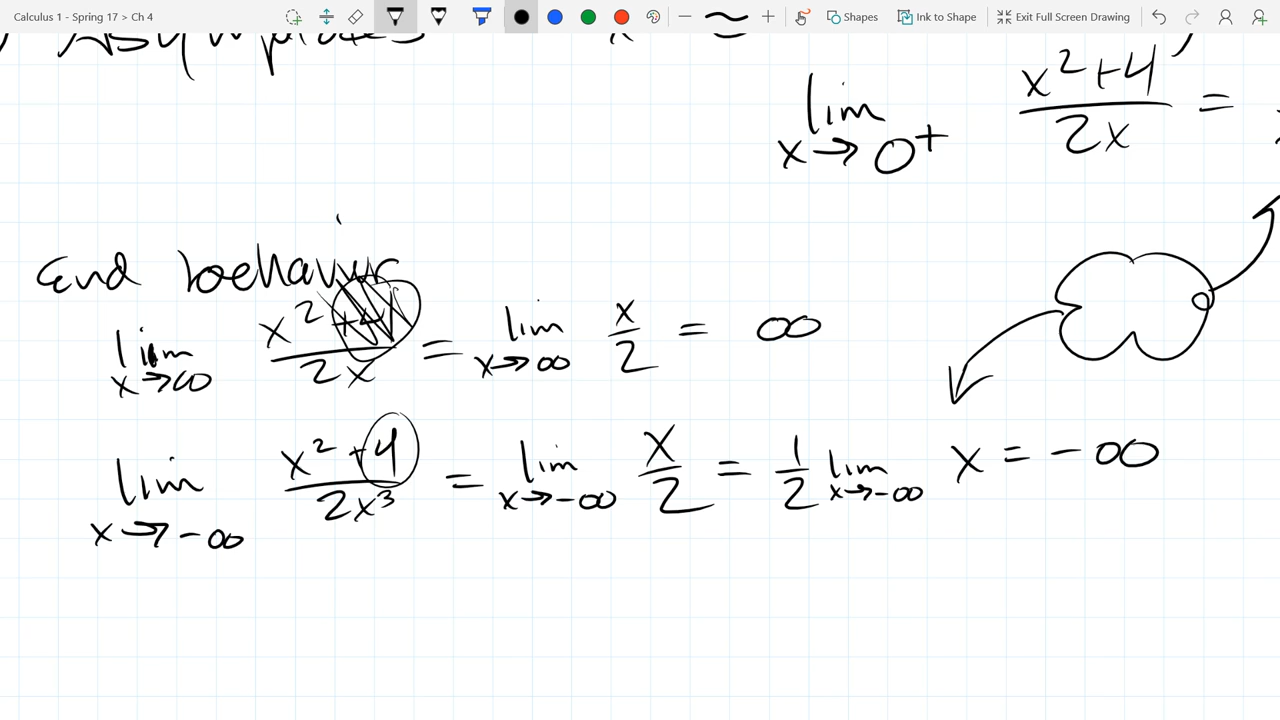 Calculus 1 - Spring 17 > Ch 4
Shapes
Ink to Shape
Exit Full Screen Drawing
Asymptotes
x =
lim x→0⁺ (x²+4)/(2x) =
End behavior
lim x→∞ x²+4/2x = lim x→∞ x/2 = ∞
lim x→-∞ x²+4/2x³ = lim x→-∞ x/2 = 1/2 lim x→-∞ x = -∞